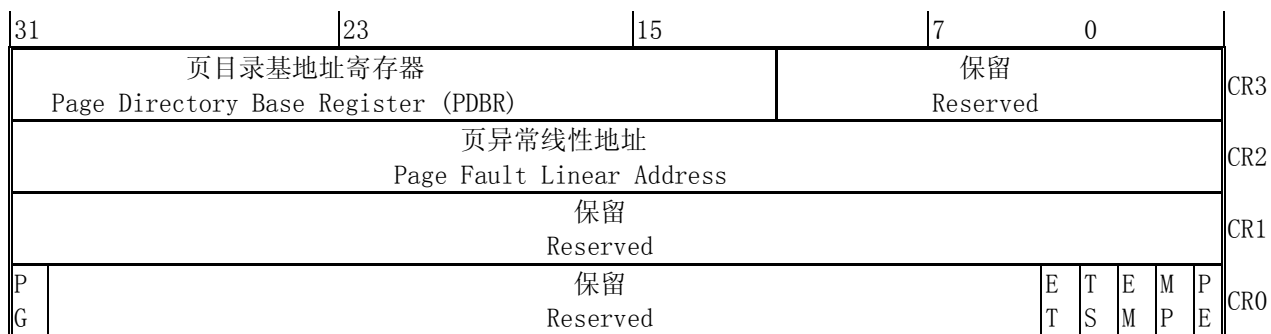 31 23 15 7 0
页目录基地址寄存器 保留
Page Directory Base Register (PDBR) Reserved
CR3
页异常线性地址
Page Fault Linear Address
CR2
保留
Reserved
CR1
P 保留 E T E M P
G Reserved T S M P E
CR0